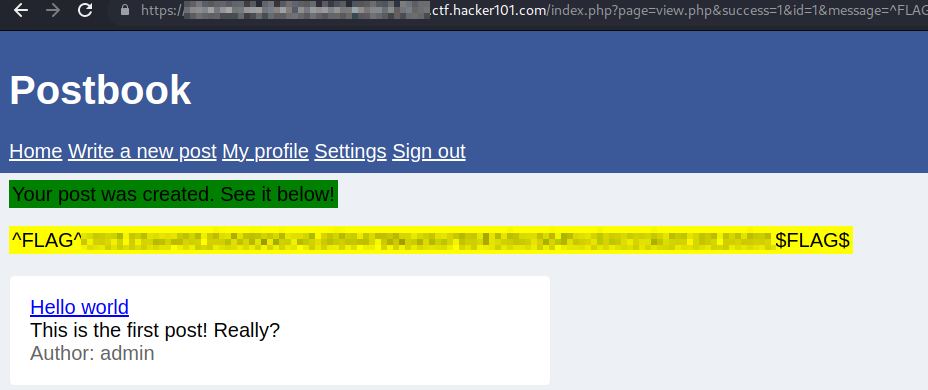 https://
ctf.hacker101.com/index.php?page=view.php&success=1&id=1&message=^FLAG
Postbook
Home Write a new post My profile Settings Sign out
Your post was created. See it below!
^FLAG^ $FLAG$
Hello world
This is the first post! Really?
Author: admin